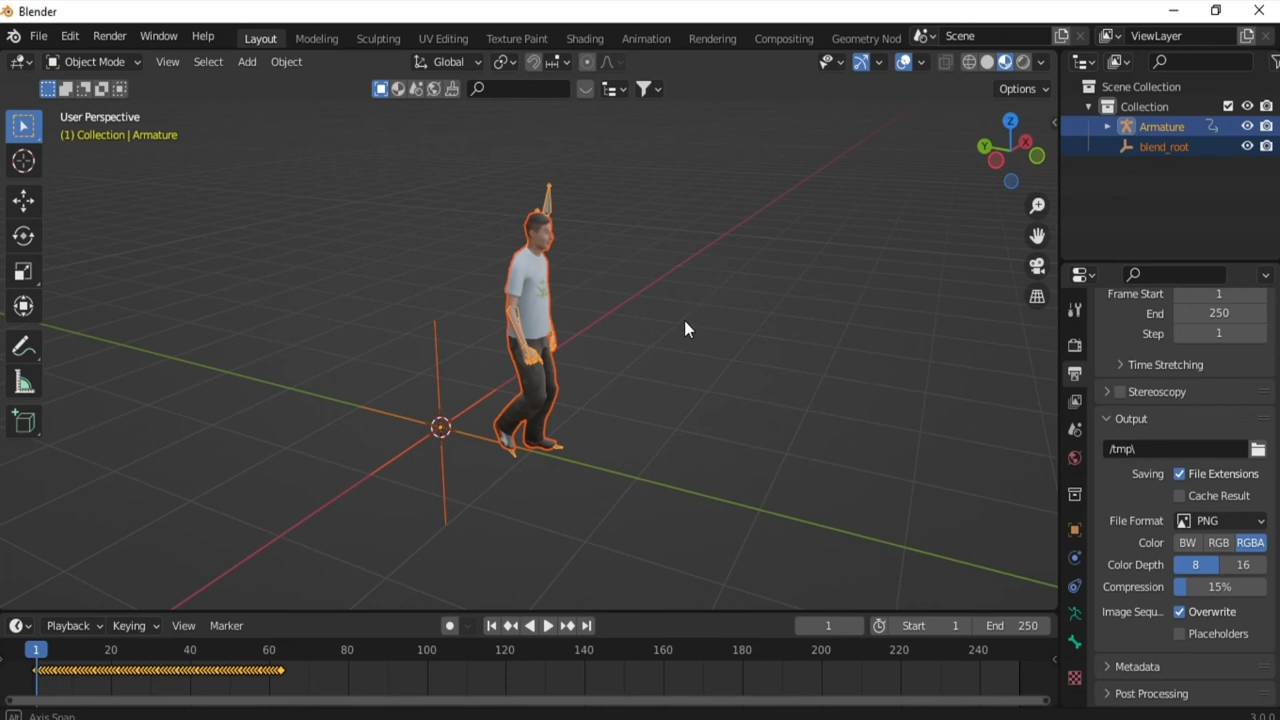 Blender
File Edit Render Window Help Layout Modeling Sculpting UV Editing Texture Paint Shading Animation Rendering Compositing Geometry Nod Scene ViewLayer
Object Mode View Select Add Object Global
Options
User Perspective
(1) Collection | Armature
Z
Y
X
Scene Collection
Collection
Armature
blend_root
Frame Start 1
End 250
Step 1
Time Stretching
Stereoscopy
Output
/tmp\
Saving File Extensions
Cache Result
File Format PNG
Color BW RGB RGBA
Color Depth 8 16
Compression 15%
Image Sequ... Overwrite
Placeholders
Metadata
Post Processing
Playback Keying View Marker 1 Start 1 End 250
1 20 40 60 80 100 120 140 160 180 200 220 240
Alt Axis Snap
3.0.0